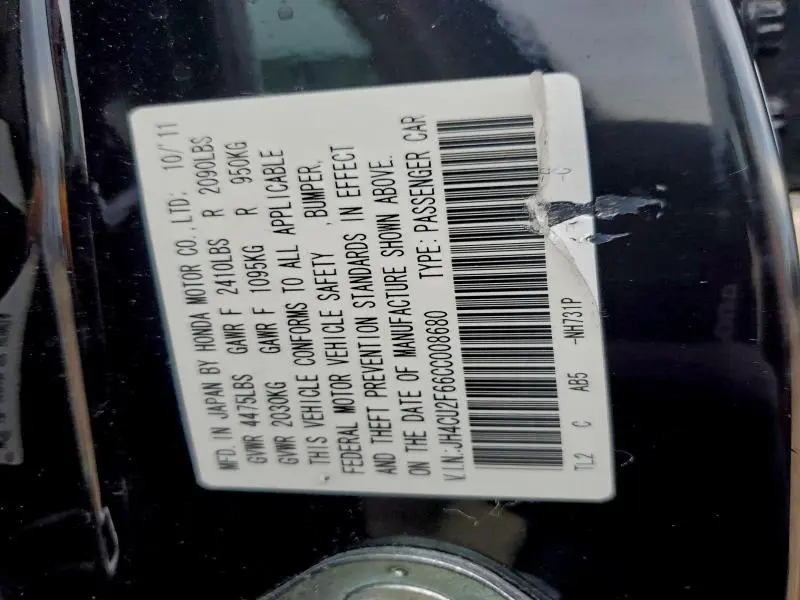 MFD. IN JAPAN BY HONDA MOTOR CO., LTD. 10/'11
GVWR 4475LBS GAWR F 2410LBS R 2090LBS
GVWR 2030KG GAWR F 1095KG R 950KG
THIS VEHICLE CONFORMS TO ALL APPLICABLE
FEDERAL MOTOR VEHICLE SAFETY , BUMPER,
AND THEFT PREVENTION STANDARDS IN EFFECT
ON THE DATE OF MANUFACTURE SHOWN ABOVE.
V.I.N:JH4CU2F66CC008680 TYPE: PASSENGER CAR
TL2 C AB5 -NH731P -C